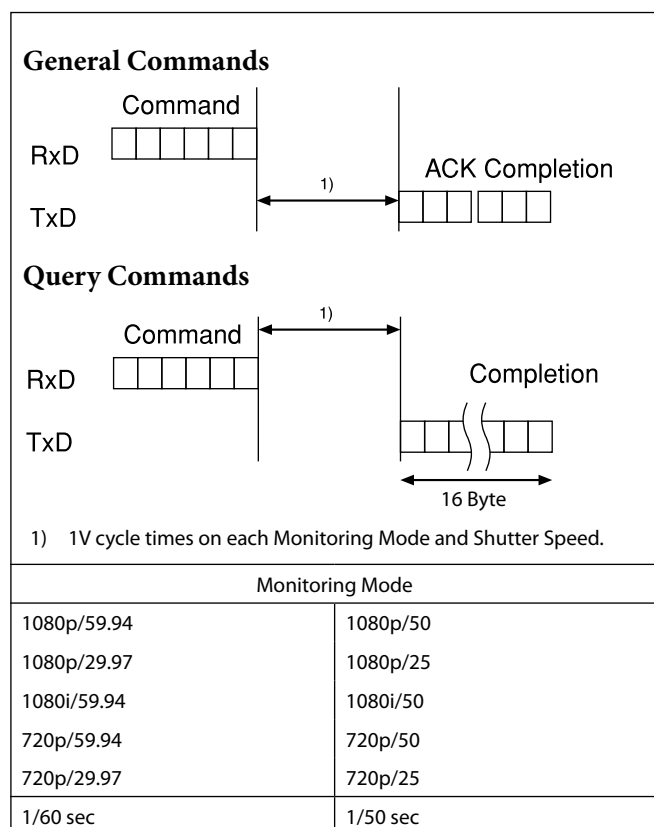 General Commands
Command
RxD
1)
ACK Completion
TxD
Query Commands
Command
1)
RxD
Completion
TxD
16 Byte
1) 1V cycle times on each Monitoring Mode and Shutter Speed.
Monitoring Mode
1080p/59.94 1080p/50
1080p/29.97 1080p/25
1080i/59.94 1080i/50
720p/59.94 720p/50
720p/29.97 720p/25
1/60 sec 1/50 sec